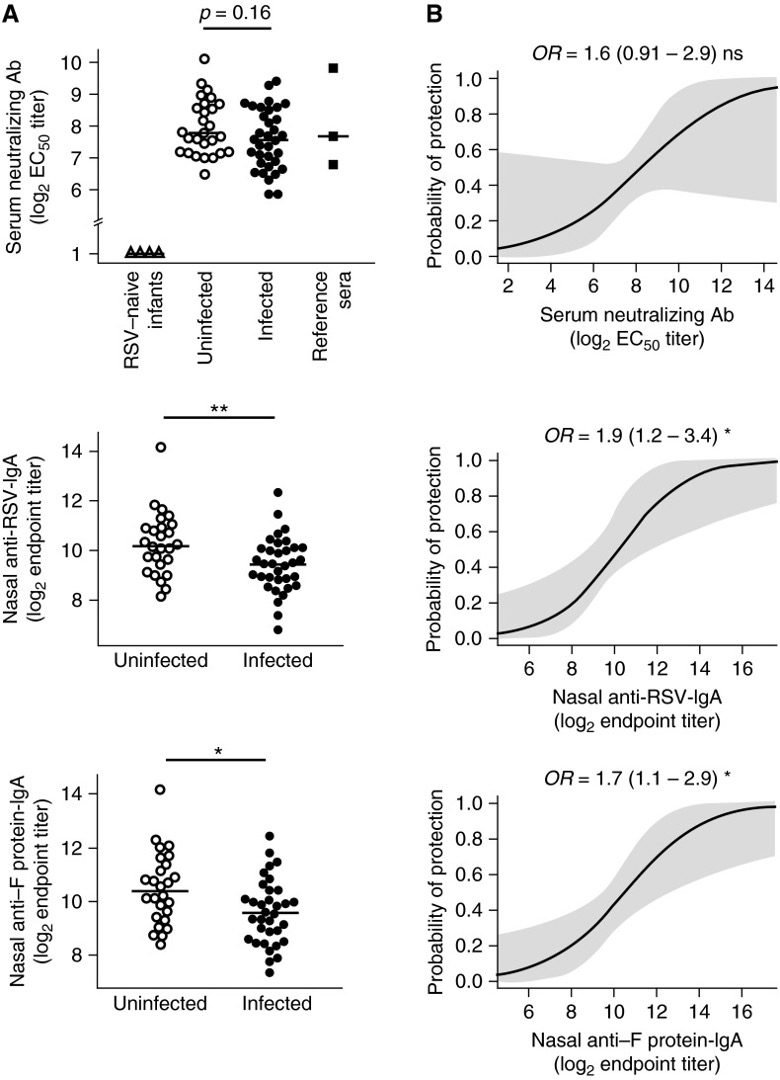 A
p = 0.16
Serum neutralizing Ab
(log2 EC50 titer)
10
9
8
7
6
1
RSV–naive
infants
Uninfected
Infected
Reference
sera
B
OR = 1.6 (0.91 – 2.9) ns
Probability of protection
1.0
0.8
0.6
0.4
0.2
0.0
2 4 6 8 10 12 14
Serum neutralizing Ab
(log2 EC50 titer)
**
Nasal anti-RSV-IgA
(log2 endpoint titer)
14
12
10
8
Uninfected Infected
OR = 1.9 (1.2 – 3.4) *
Probability of protection
1.0
0.8
0.6
0.4
0.2
0.0
6 8 10 12 14 16
Nasal anti-RSV-IgA
(log2 endpoint titer)
*
Nasal anti–F protein-IgA
(log2 endpoint titer)
14
12
10
8
Uninfected Infected
OR = 1.7 (1.1 – 2.9) *
Probability of protection
1.0
0.8
0.6
0.4
0.2
0.0
6 8 10 12 14 16
Nasal anti–F protein-IgA
(log2 endpoint titer)